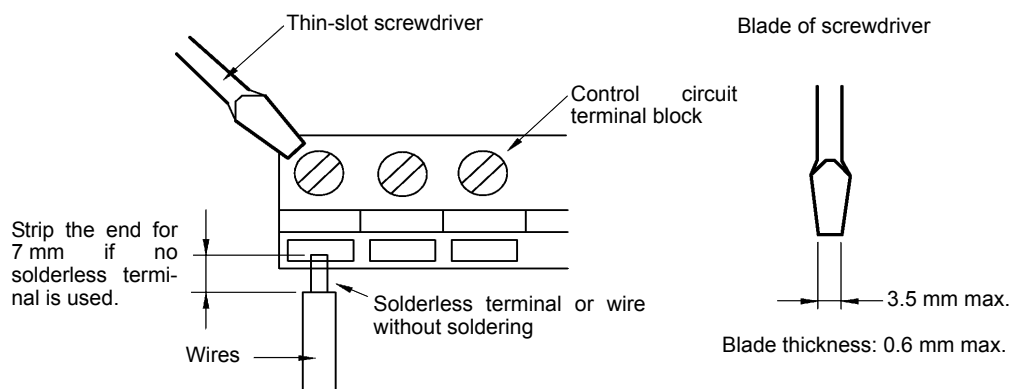 Thin-slot screwdriver
Blade of screwdriver
Control circuit
terminal block
Strip the end for
7 mm if no
solderless termi-
nal is used.
Solderless terminal or wire
without soldering
Wires
3.5 mm max.
Blade thickness: 0.6 mm max.